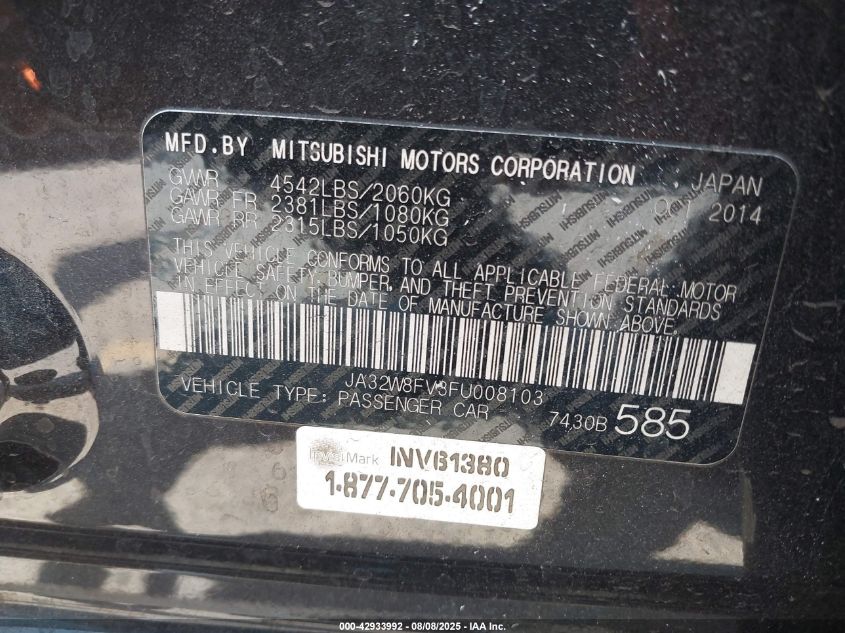 MFD.BY MITSUBISHI MOTORS CORPORATION JAPAN
GVWR 4542LBS/2060KG 2014
GAWR FR 2381LBS/1080KG
GAWR RR 2315LBS/1050KG
THIS VEHICLE CONFORMS TO ALL APPLICABLE FEDERAL MOTOR
VEHICLE SAFETY, BUMPER, AND THEFT PREVENTION STANDARDS
IN EFFECT ON THE DATE OF MANUFACTURE SHOWN ABOVE.
JA32W8FV3FU008103
VEHICLE TYPE: PASSENGER CAR 7430B 585
InvisiMark INV61380
1-877-705-4001
000-42933992 - 08/08/2025 - IAA Inc.